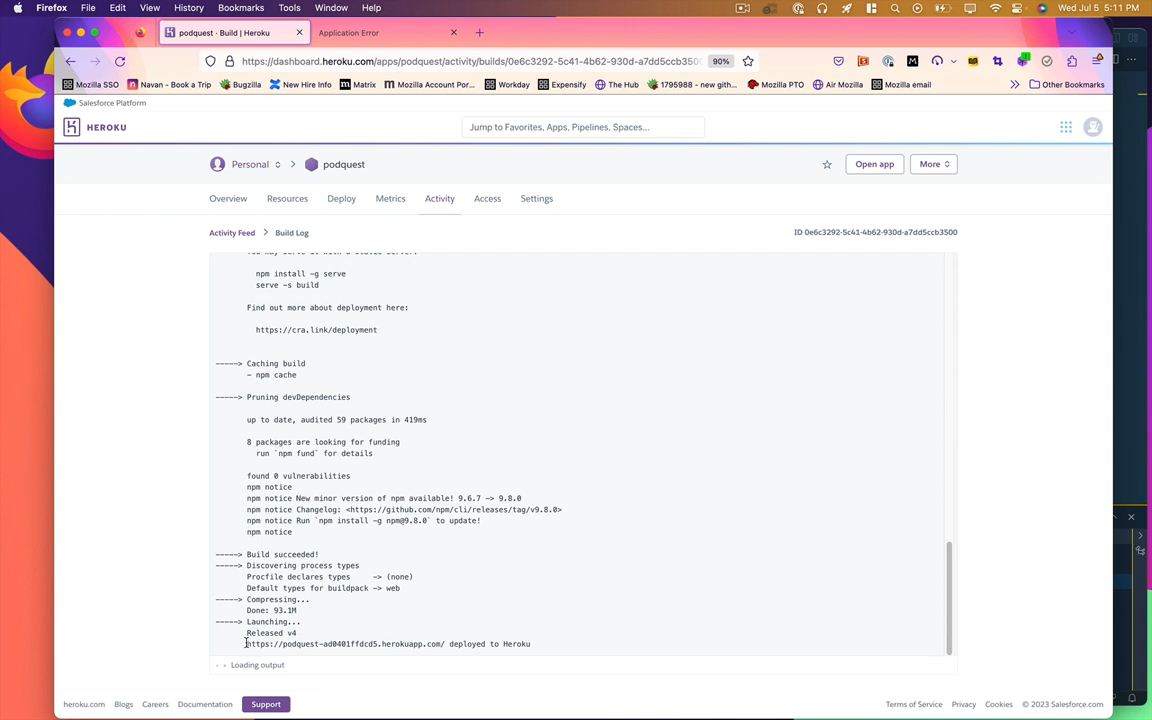 Firefox File Edit View History Bookmarks Tools Window Help Wed Jul 5 5:11 PM
podquest · Build | Heroku Application Error
https://dashboard.heroku.com/apps/podquest/activity/builds/0e6c3292-5c41-4b62-930d-a7dd5ccb3500 90%
Mozilla SSO Navan - Book a Trip Bugzilla New Hire Info Matrix Mozilla Account Por... Workday Expensify The Hub 1795988 - new gith... Mozilla PTO Air Mozilla Mozilla email Other Bookmarks
Salesforce Platform
HEROKU Jump to Favorites, Apps, Pipelines, Spaces...
Personal podquest Open app More
Overview Resources Deploy Metrics Activity Access Settings
Activity Feed Build Log ID 0e6c3292-5c41-4b62-930d-a7dd5ccb3500
You may serve it with a static server:
npm install -g serve
serve -s build
Find out more about deployment here:
https://cra.link/deployment
-----> Caching build
- npm cache
-----> Pruning devDependencies
up to date, audited 59 packages in 419ms
8 packages are looking for funding
run `npm fund` for details
found 0 vulnerabilities
npm notice
npm notice New minor version of npm available! 9.6.7 -> 9.8.0
npm notice Changelog: <https://github.com/npm/cli/releases/tag/v9.8.0>
npm notice Run `npm install -g npm@9.8.0` to update!
npm notice
-----> Build succeeded!
-----> Discovering process types
Procfile declares types -> (none)
Default types for buildpack -> web
-----> Compressing...
Done: 93.1M
-----> Launching...
Released v4
https://podquest-ad0401ffdcd5.herokuapp.com/ deployed to Heroku
Loading output
heroku.com Blogs Careers Documentation Support Terms of Service Privacy Cookies © 2023 Salesforce.com